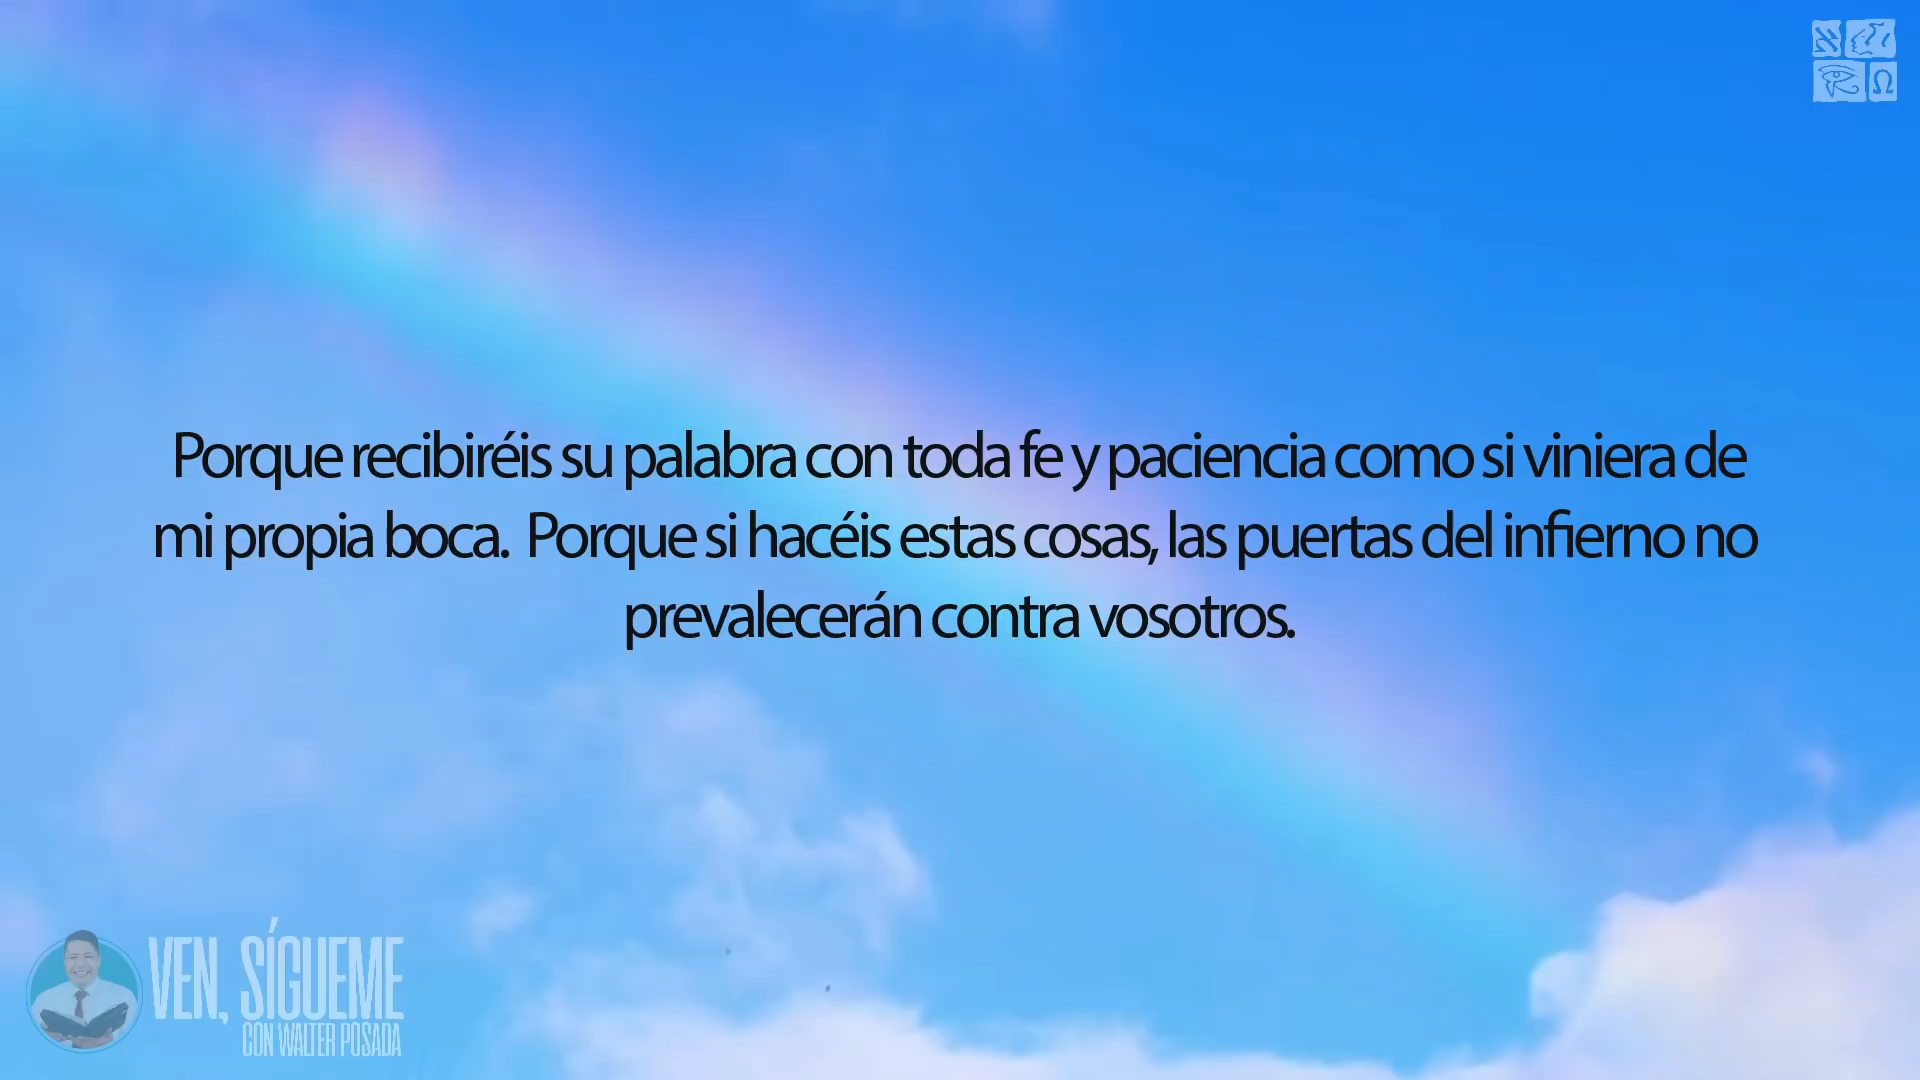 Porque recibiréis su palabra con toda fe y paciencia como si viniera de
mi propia boca. Porque si hacéis estas cosas, las puertas del infierno no
prevalecerán contra vosotros.
VEN, SÍGUEME
CON WALTER POSADA